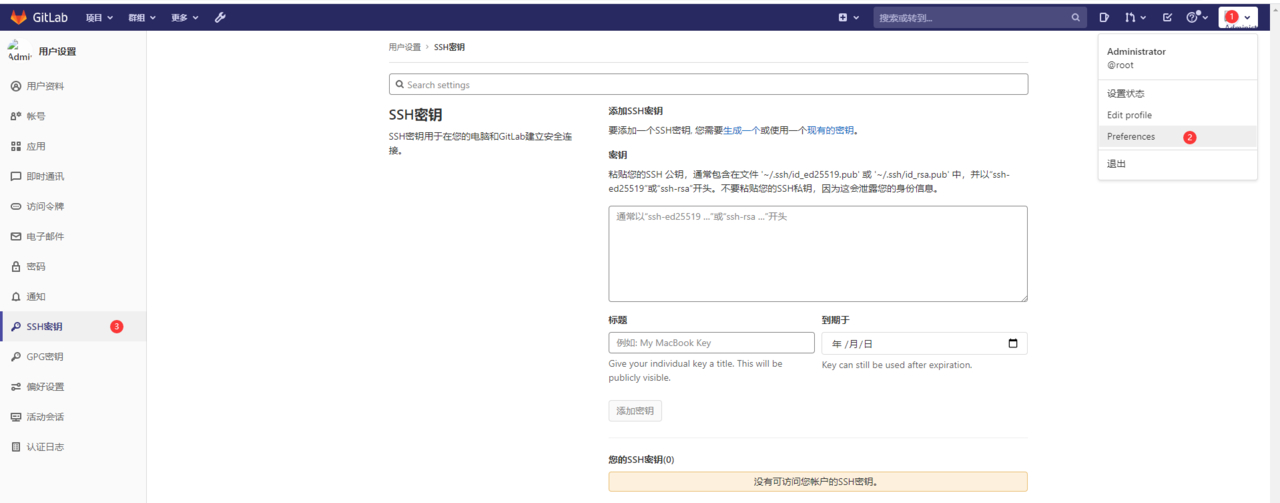 GitLab 项目 群组 更多 搜索或转到... 1
Admi 用户设置
用户资料
帐号
应用
即时通讯
访问令牌
电子邮件
密码
通知
SSH密钥 3
GPG密钥
偏好设置
活动会话
认证日志
用户设置 › SSH密钥
Search settings
SSH密钥
SSH密钥用于在您的电脑和GitLab建立安全连
接。
添加SSH密钥
要添加一个SSH密钥, 您需要生成一个或使用一个现有的密钥。
密钥
粘贴您的SSH 公钥，通常包含在文件 '~/.ssh/id_ed25519.pub' 或 '~/.ssh/id_rsa.pub' 中，并以"ssh-
ed25519"或"ssh-rsa"开头。不要粘贴您的SSH私钥，因为这会泄露您的身份信息。
通常以"ssh-ed25519 ..."或"ssh-rsa ..."开头
标题
例如: My MacBook Key
Give your individual key a title. This will be
publicly visible.
到期于
年 /月/日
Key can still be used after expiration.
添加密钥
您的SSH密钥(0)
没有可访问您帐户的SSH密钥。
Administrator
@root
设置状态
Edit profile
Preferences 2
退出